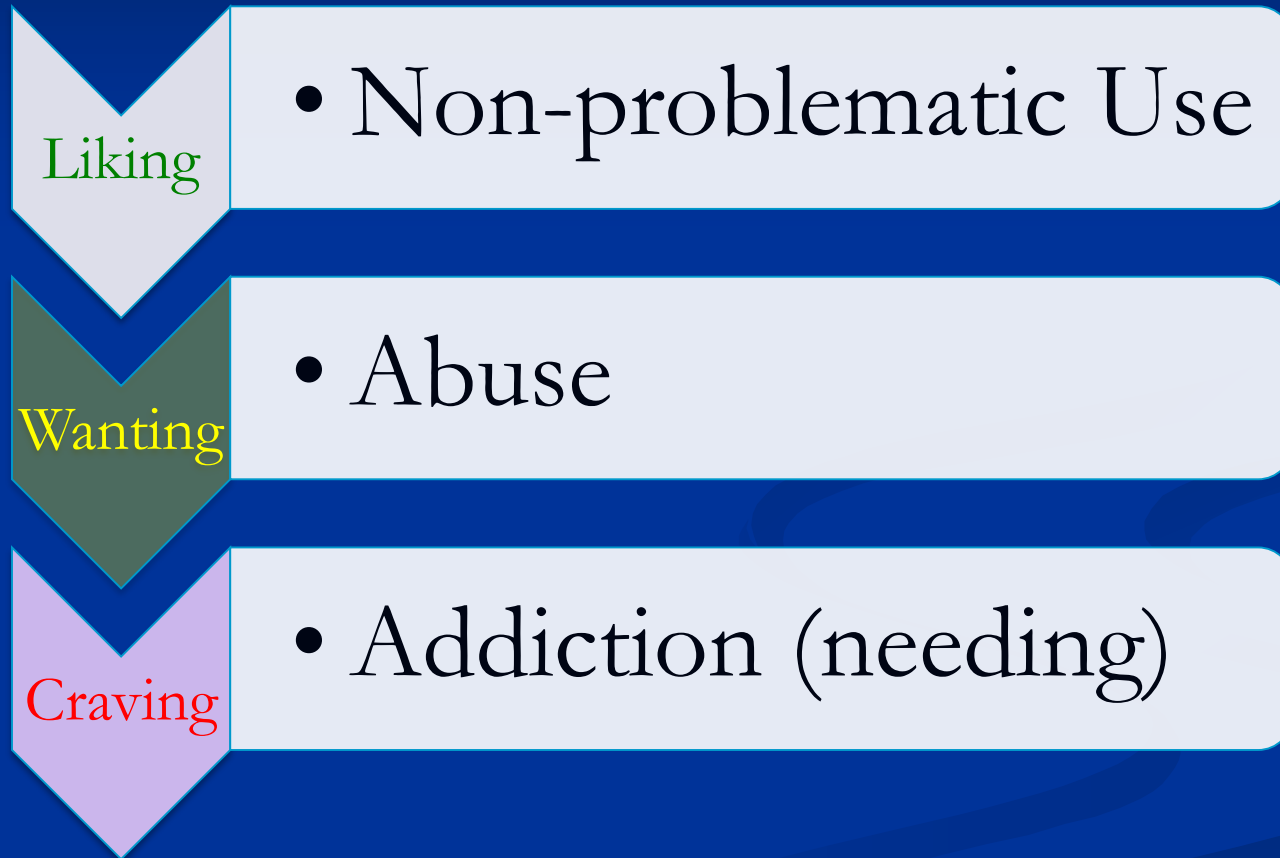 Liking
• Non-problematic Use
Wanting
• Abuse
Craving
• Addiction (needing)